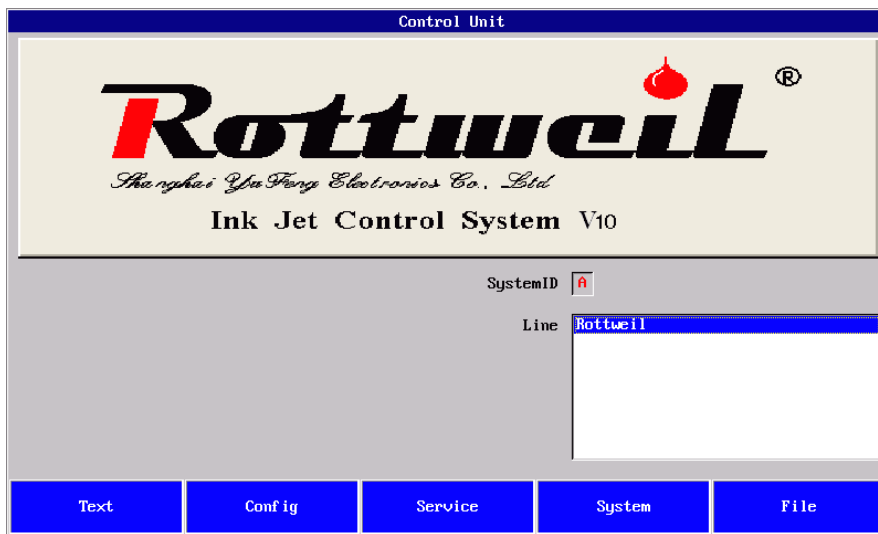 Control Unit
Rottweil ®
Shanghai YuFeng Electronics Co., Ltd
Ink Jet Control System V10
SystemID A
Line Rottweil
Text Config Service System File